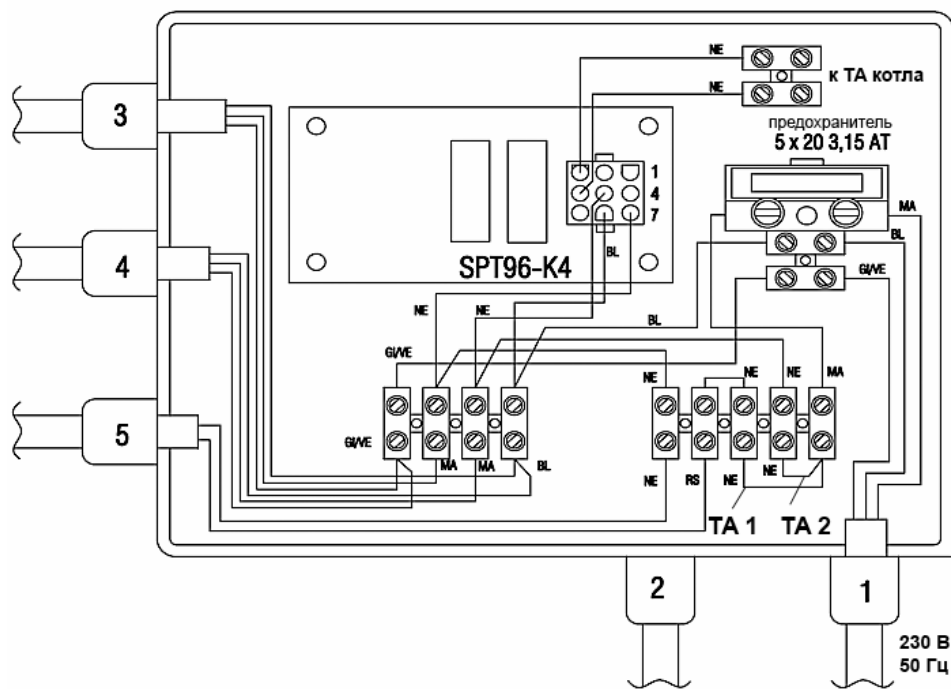 NE
к ТА котла
NE
3
предохранитель
5 x 20 3,15 AT
1
4
7
MA
BL
BL
GI/VE
4
SPT96-K4
NE
NE
BL
GI/VE
NE
NE
NE
MA
GI/VE
MA
MA
BL
NE
RS
NE
NE
5
TA 1
TA 2
2
1
230 В
50 Гц